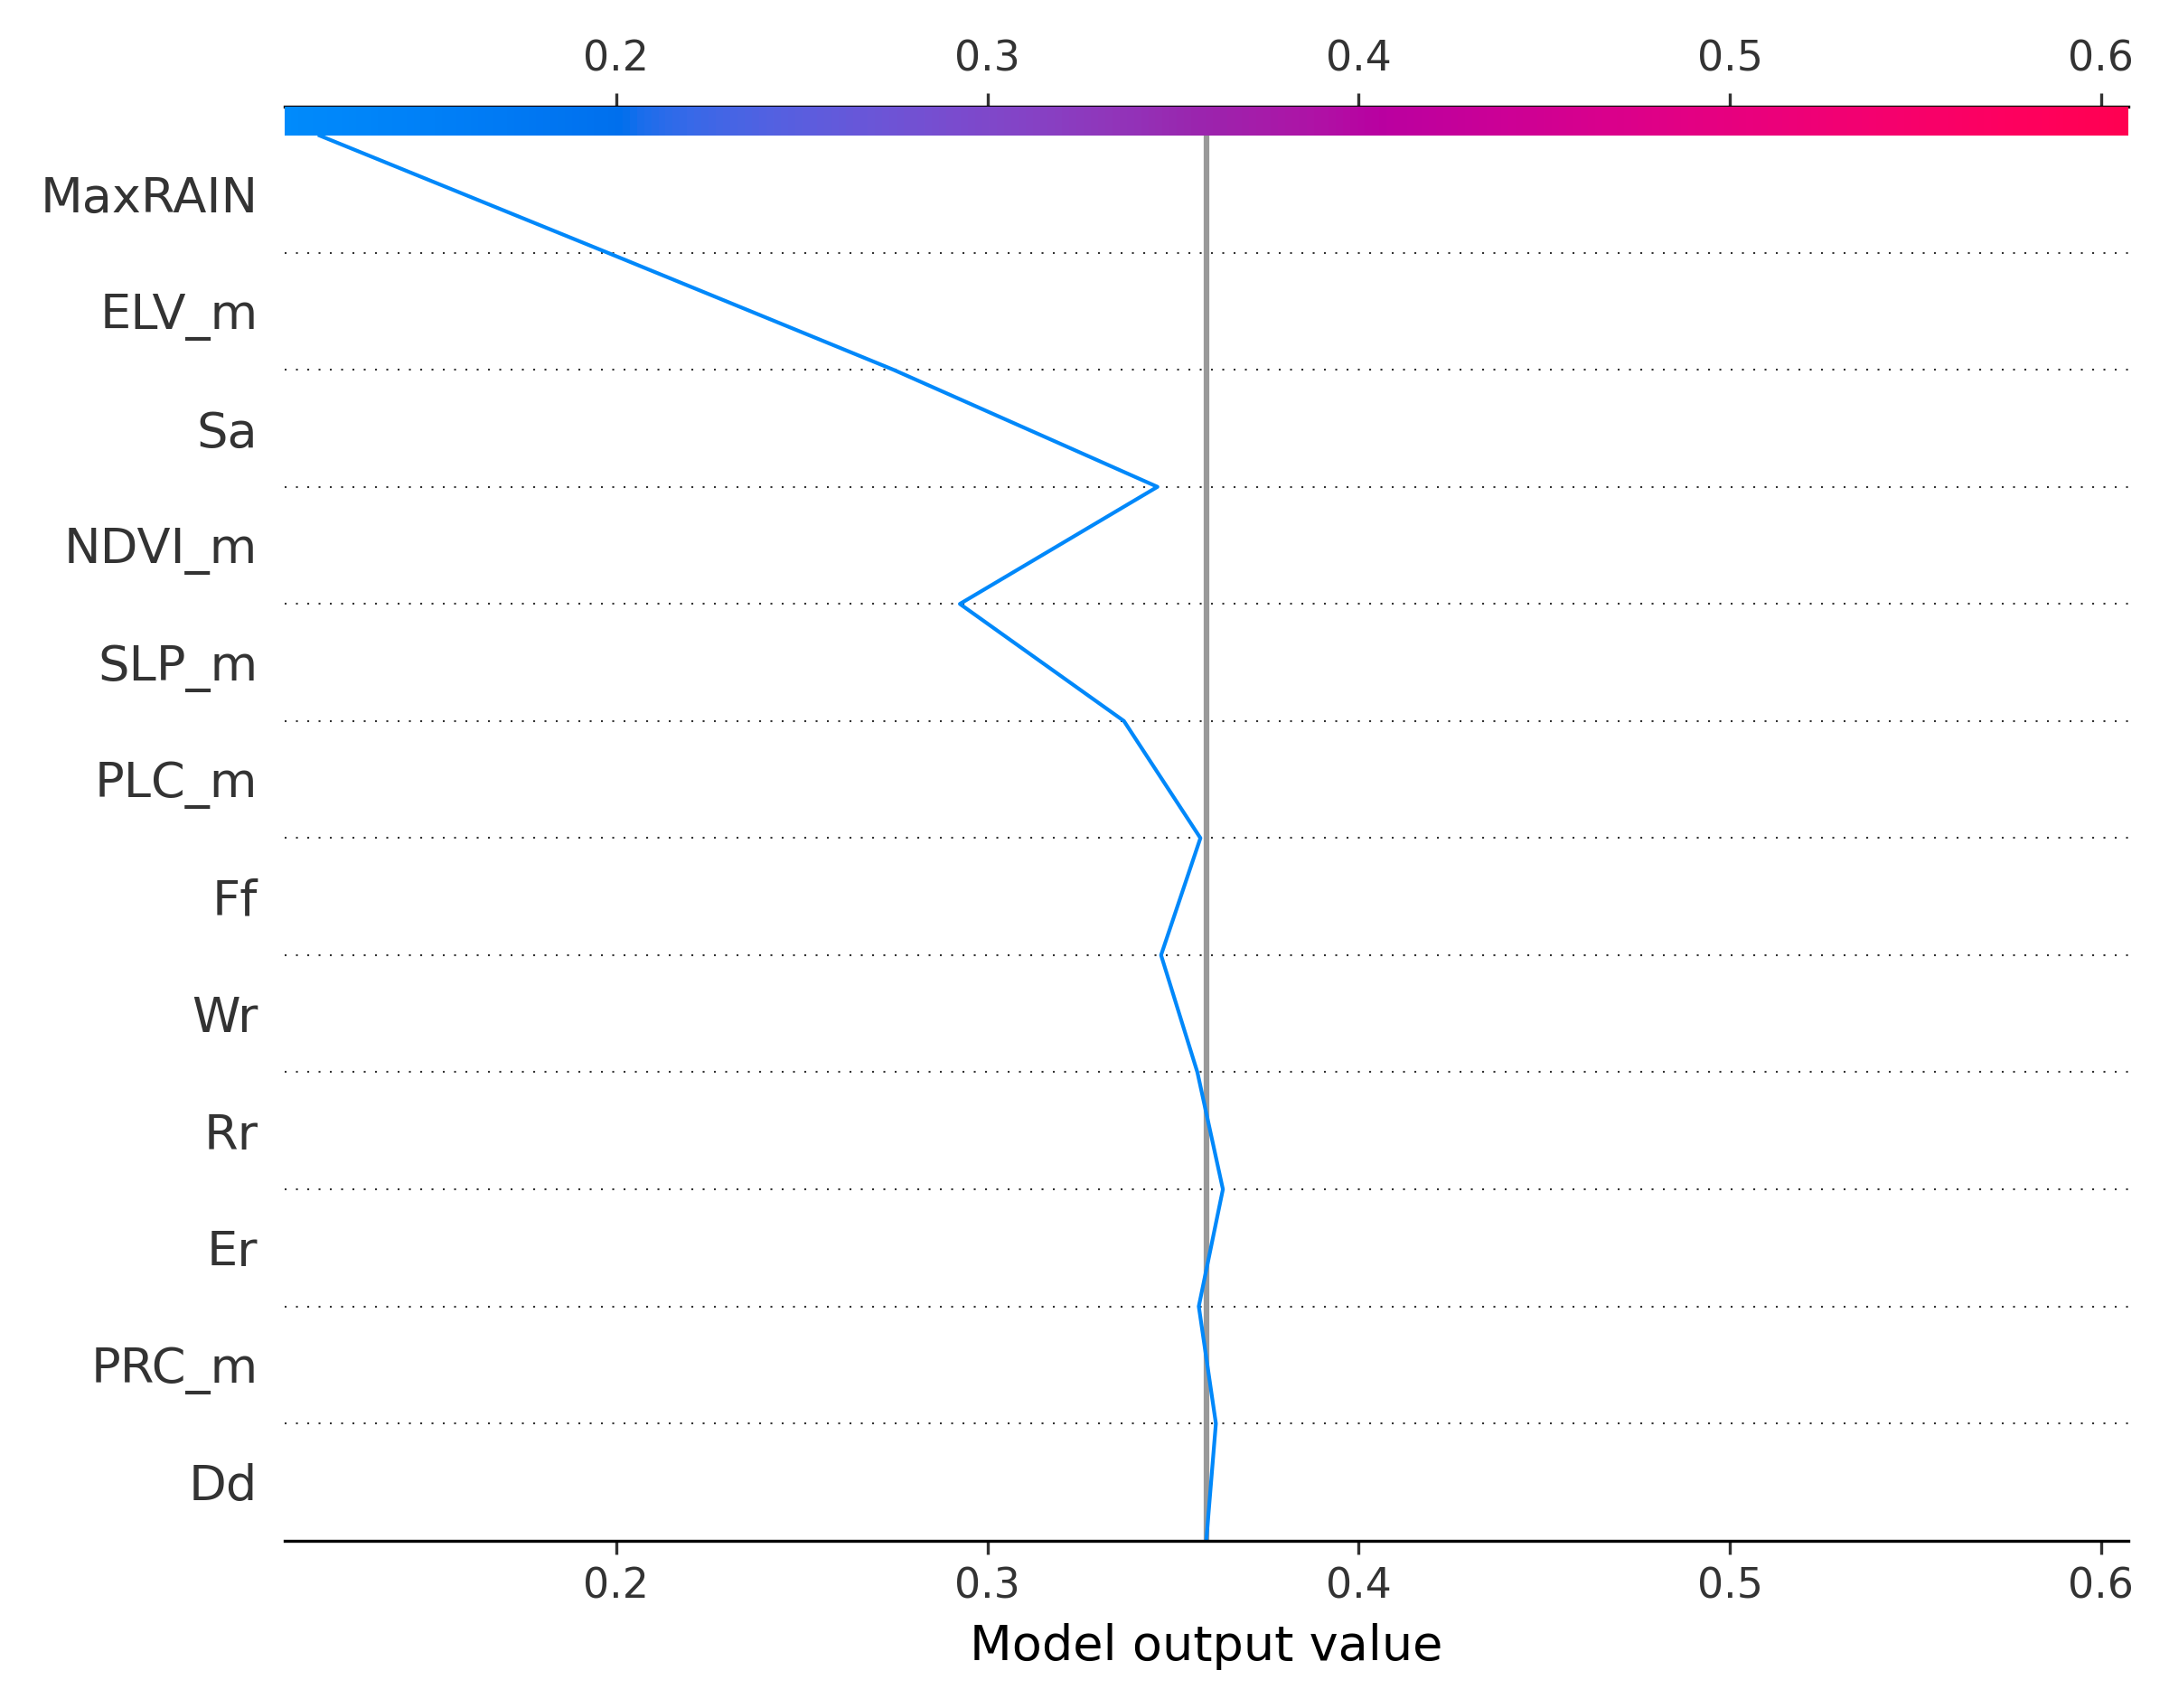 0.2 0.3 0.4 0.5 0.6
MaxRAIN
ELV_m
Sa
NDVI_m
SLP_m
PLC_m
Ff
Wr
Rr
Er
PRC_m
Dd
0.2 0.3 0.4 0.5 0.6
Model output value